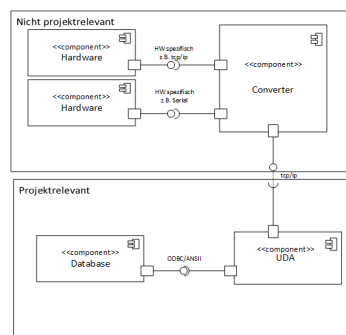 Nicht projektrelevant
<<component>>
Hardware
HW spezifisch
z.B. tcp/ip
<<component>>
Converter
<<component>>
Hardware
HW spezifisch
z.B. Serial
tcp/ip
Projektrelevant
<<component>>
Database
ODBC/ANSII
<<component>>
UDA